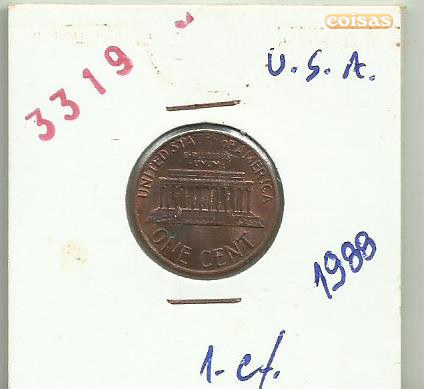 coisas
3319
U.S.A.
UNITED STATES OF AMERICA
E·PLURIBUS
UNUM
ONE CENT
1988
1.ct.